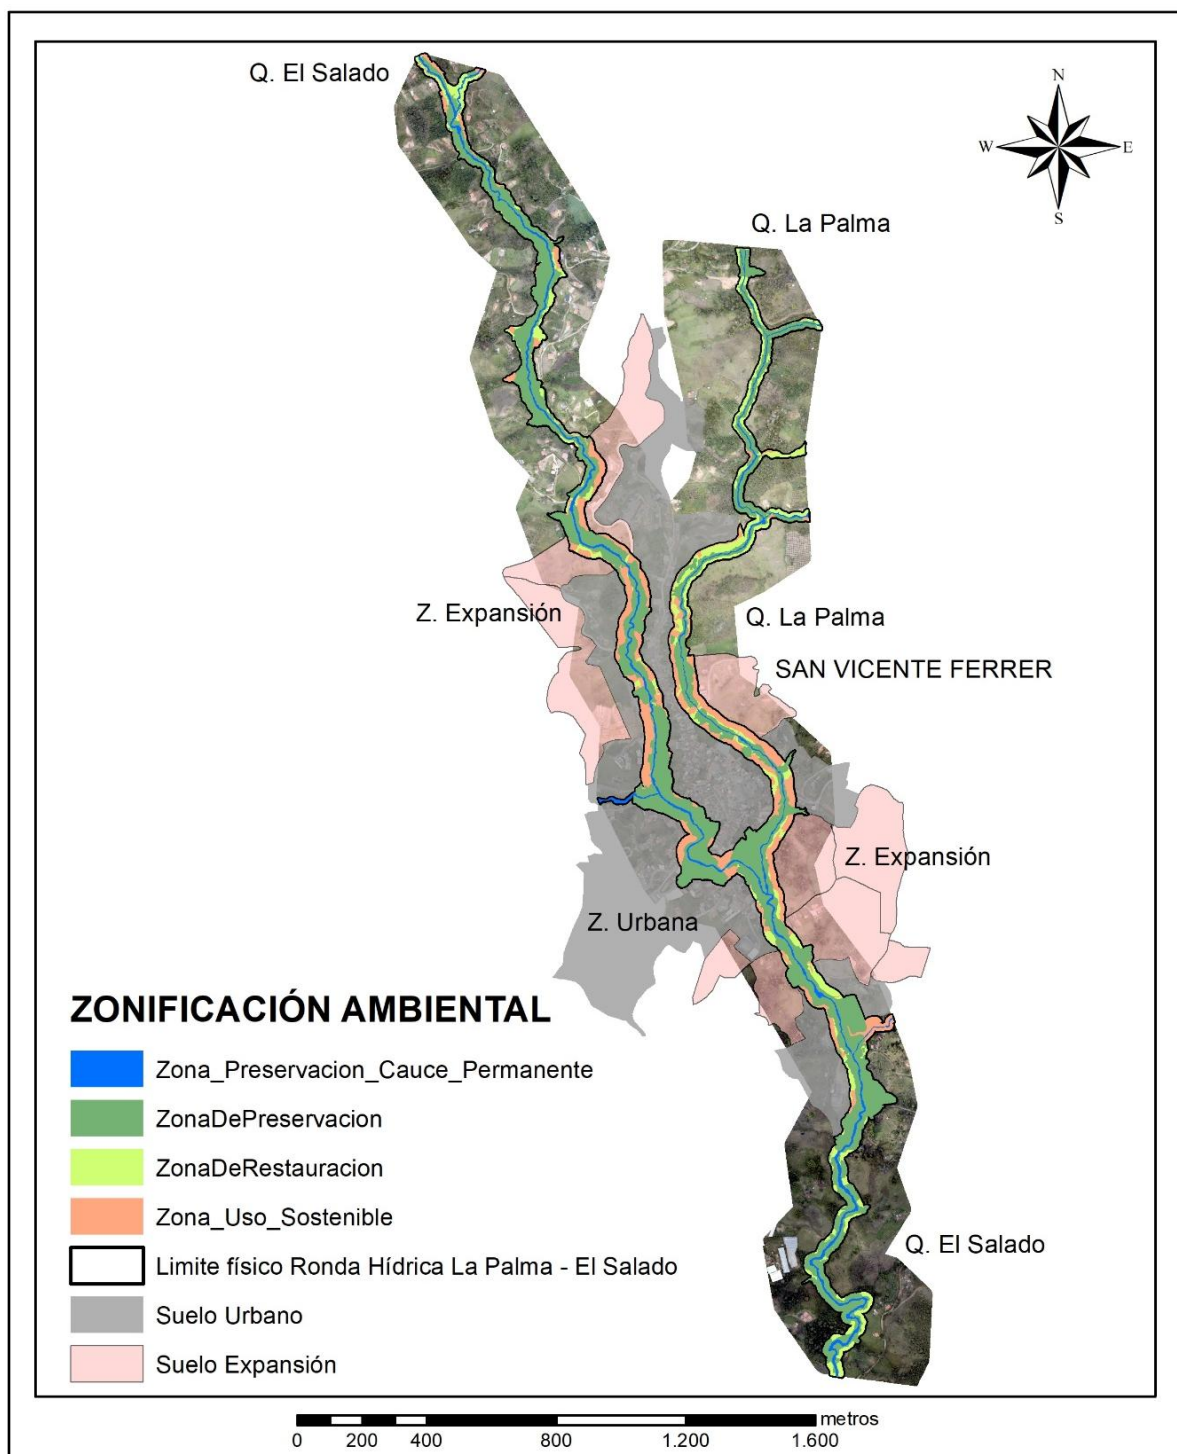 Q. El Salado
N
W
E
S
Q. La Palma
Z. Expansión
Q. La Palma
SAN VICENTE FERRER
Z. Expansión
Z. Urbana
ZONIFICACIÓN AMBIENTAL
Zona_Preservacion_Cauce_Permanente
ZonaDePreservacion
ZonaDeRestauracion
Zona_Uso_Sostenible
Q. El Salado
Limite físico Ronda Hídrica La Palma - El Salado
Suelo Urbano
Suelo Expansión
metros
0 200 400 800 1.200 1.600